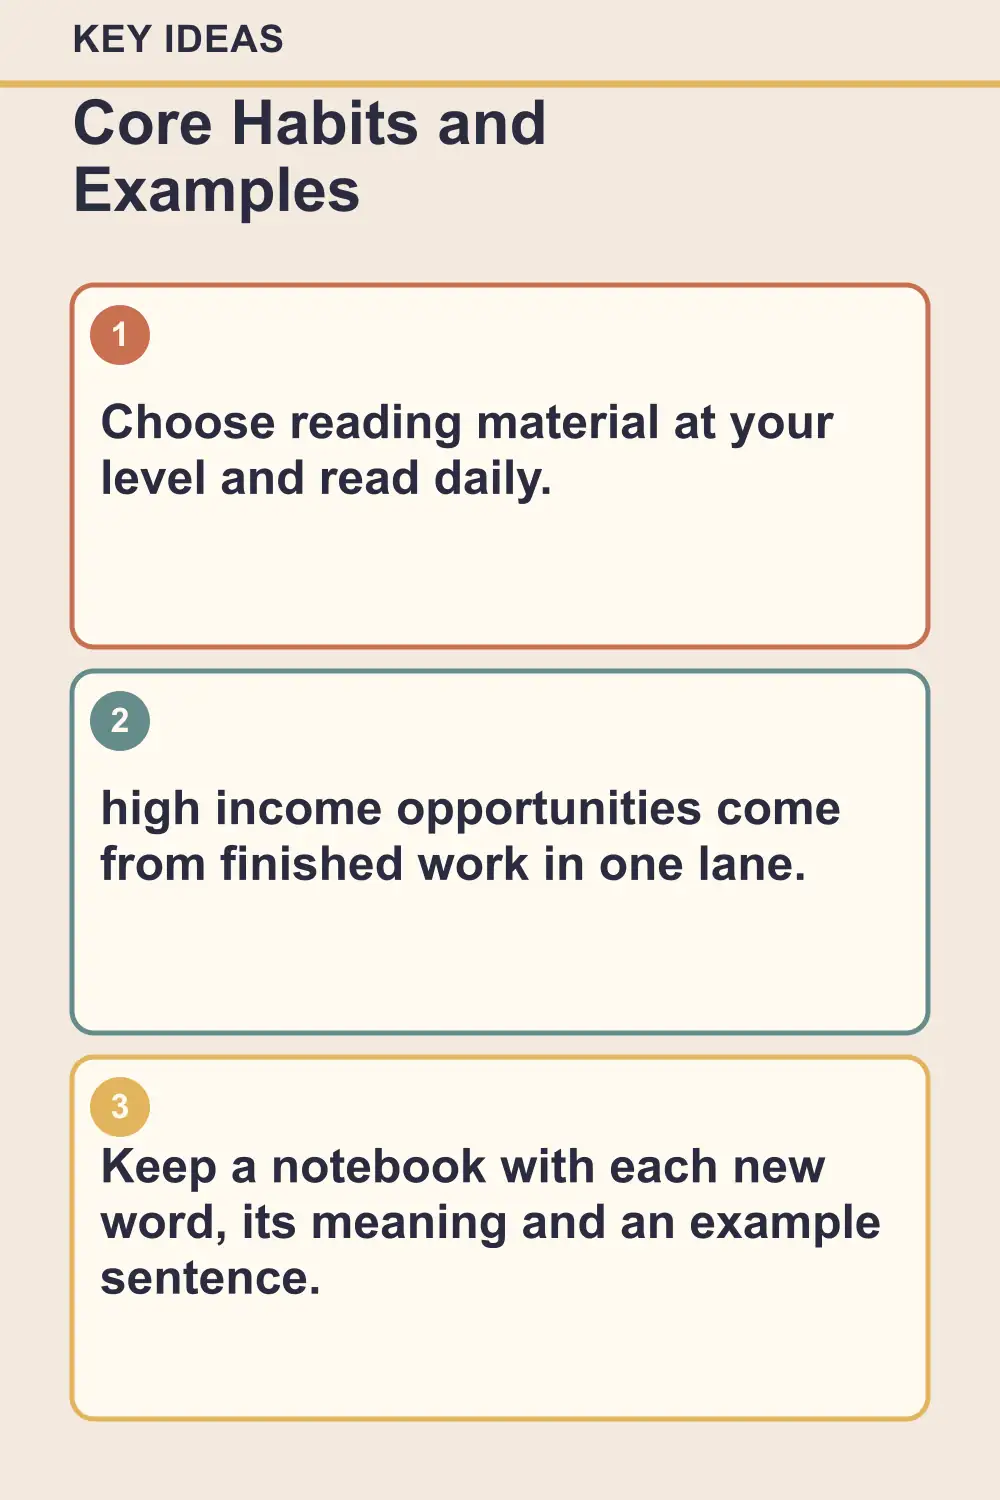 KEY IDEAS
Core Habits and
Examples
1
Choose reading material at your
level and read daily.
2
high income opportunities come
from finished work in one lane.
3
Keep a notebook with each new
word, its meaning and an example
sentence.